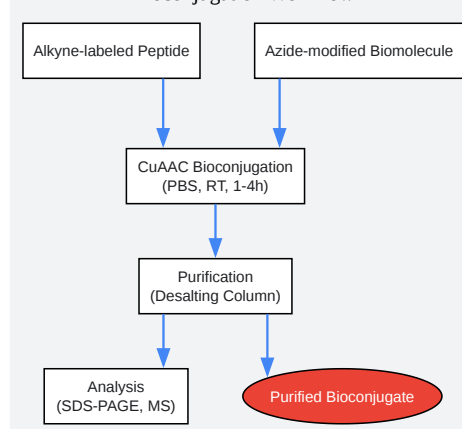 Alkyne-labeled Peptide
Azide-modified Biomolecule
CuAAC Bioconjugation
(PBS, RT, 1-4h)
Purification
(Desalting Column)
Analysis
(SDS-PAGE, MS)
Purified Bioconjugate